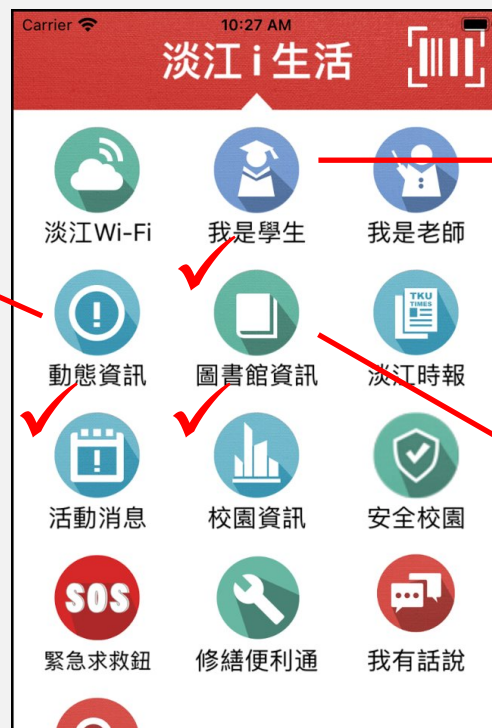 Carrier 10:27 AM
淡江i生活
淡江Wi-Fi 我是學生 我是老師
TKU
TIMES
動態資訊 圖書館資訊 淡江時報
活動消息 校園資訊 安全校園
SOS
緊急求救鈕 修繕便利通 我有話說